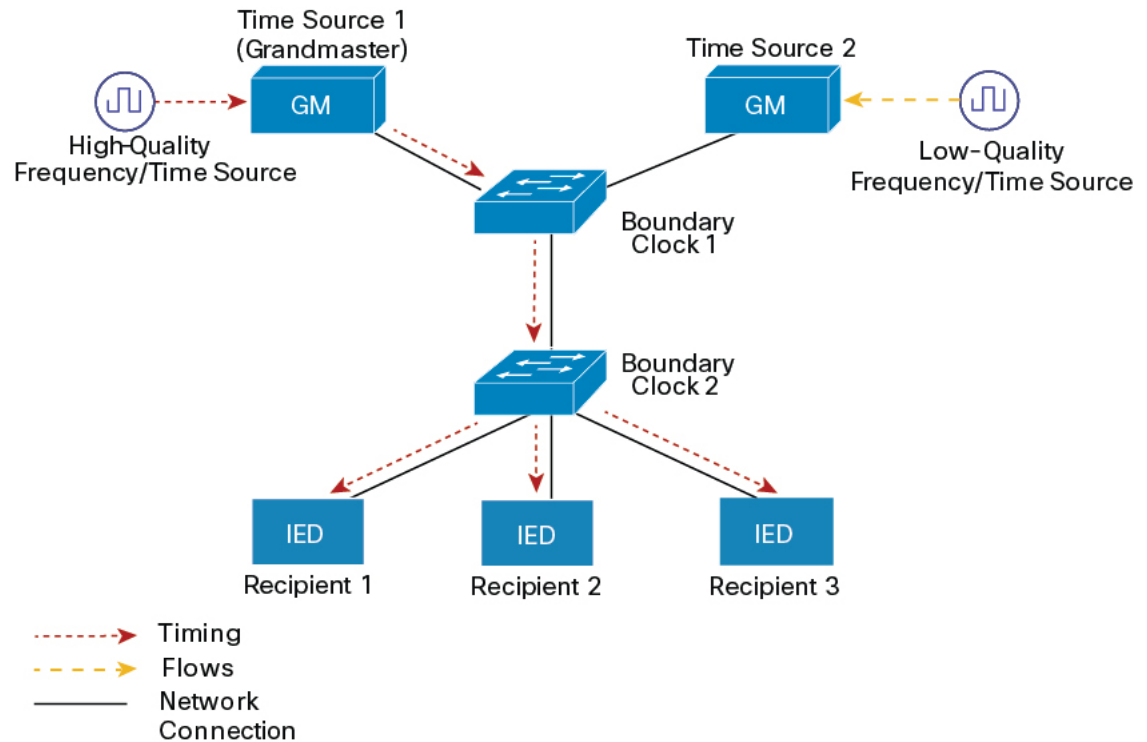 Time Source 1
(Grandmaster)
Time Source 2
GM
GM
High-Quality
Frequency/Time Source
Low-Quality
Frequency/Time Source
Boundary
Clock 1
Boundary
Clock 2
IED
IED
IED
Recipient 1
Recipient 2
Recipient 3
Timing
Flows
Network
Connection